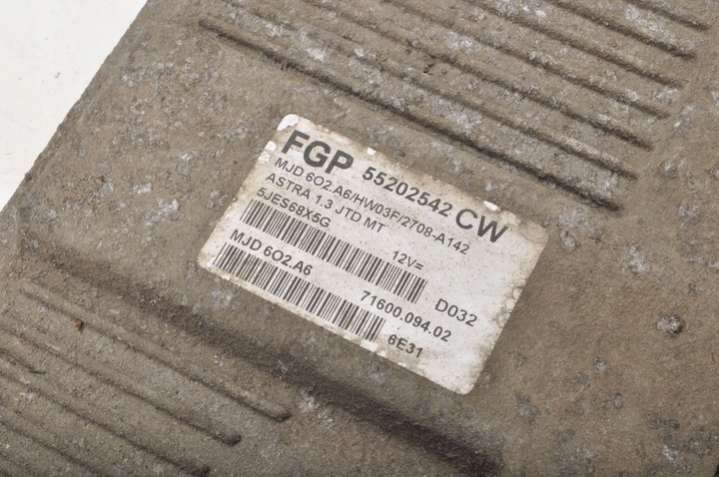 FGP 55202542 CW
MJD 6O2.A6/HW03F/2708-A142
ASTRA 1.3 JTD MT
5JES68X5G 12V=
D032
MJD 6O2.A6 71600.094.02
6E31